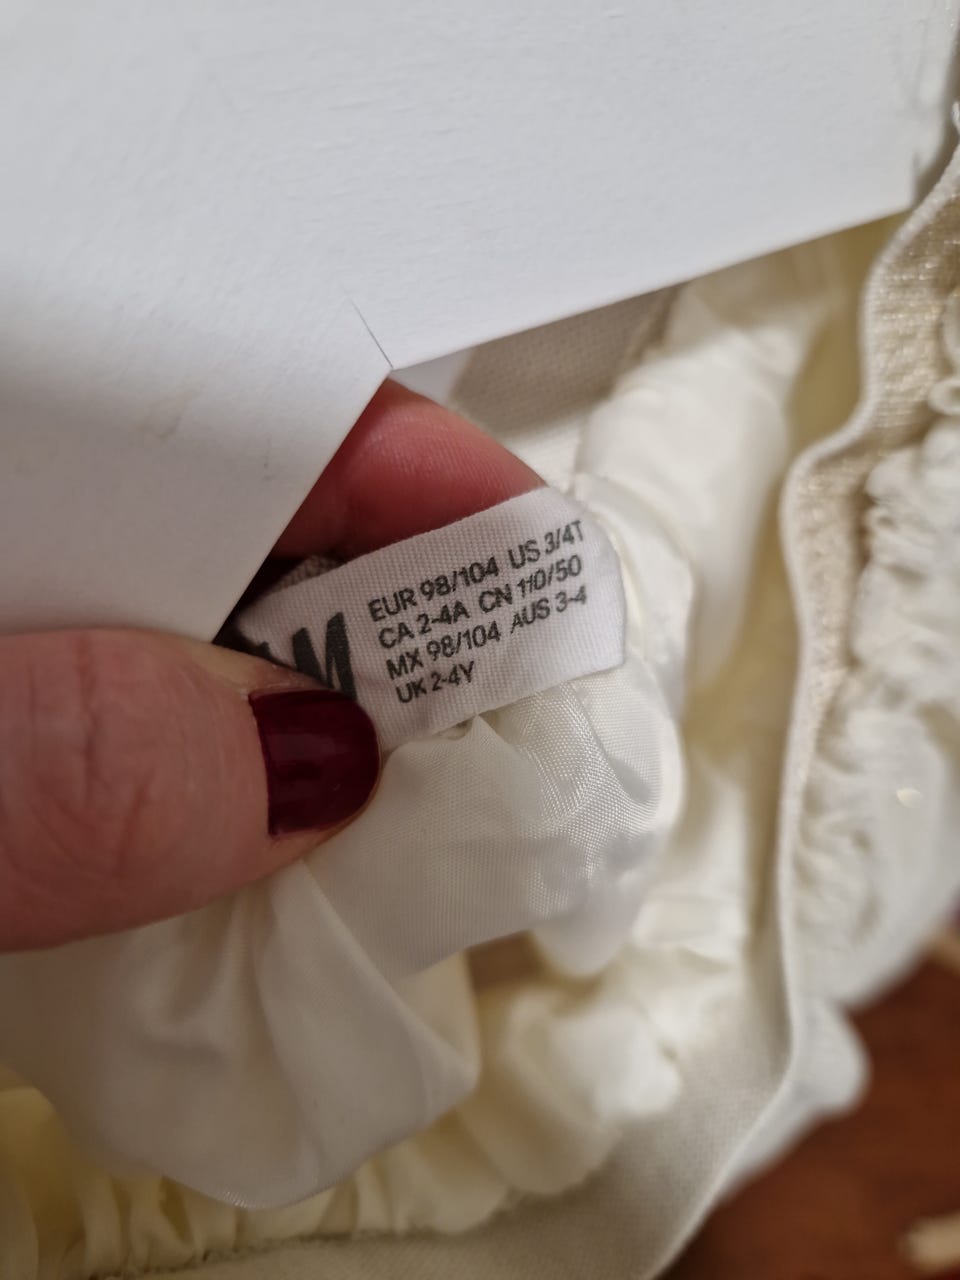 M
EUR 98/104 US 3/4T
CA 2-4A CN 110/50
MX 98/104 AUS 3-4
UK 2-4Y